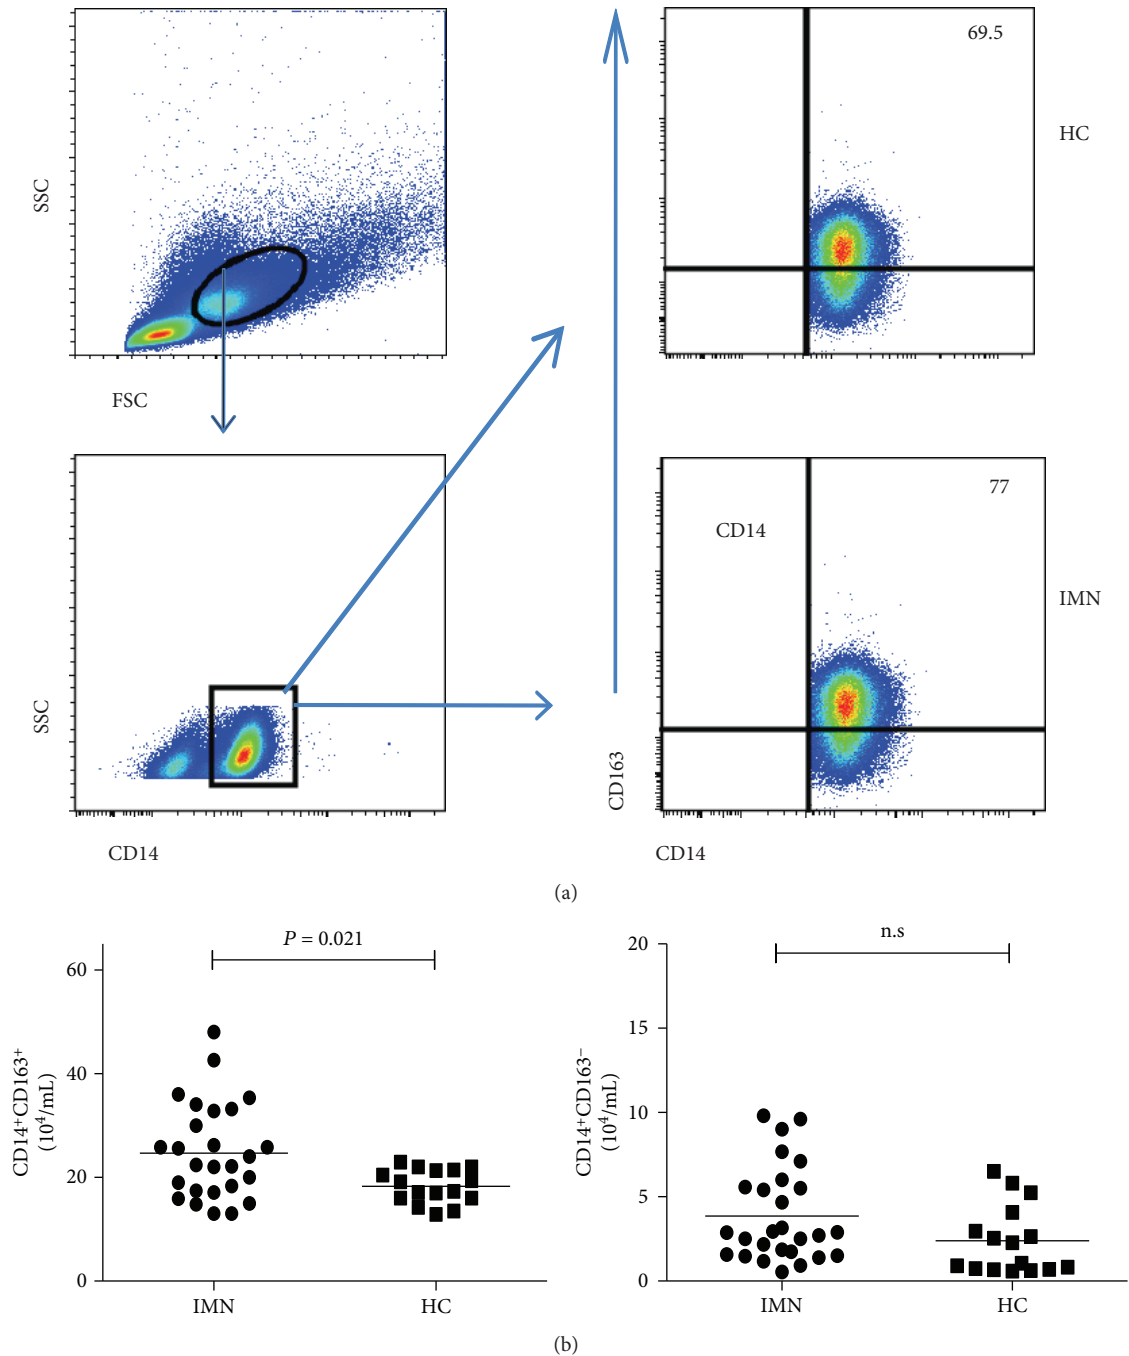 SSC
FSC
69.5
HC
SSC
CD14
77
CD14
IMN
CD163
CD14
(a)
P = 0.021
CD14⁺CD163⁺
(10⁴/mL)
60
40
20
0
IMN
HC
n.s
CD14⁺CD163⁻
(10⁴/mL)
20
15
10
5
0
IMN
HC
(b)